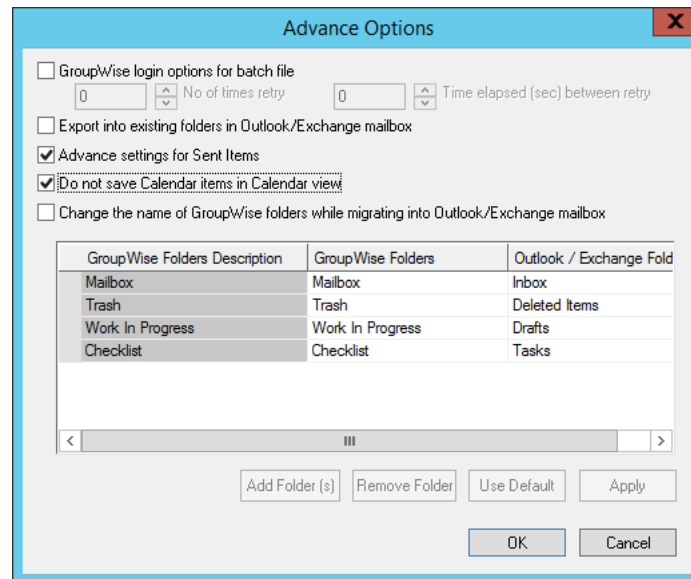 Advance Options
X
GroupWise login options for batch file
0 No of times retry 0 Time elapsed (sec) between retry
Export into existing folders in Outlook/Exchange mailbox
Advance settings for Sent Items
Do not save Calendar items in Calendar view
Change the name of GroupWise folders while migrating into Outlook/Exchange mailbox
GroupWise Folders Description GroupWise Folders Outlook / Exchange Fold
Mailbox Mailbox Inbox
Trash Trash Deleted Items
Work In Progress Work In Progress Drafts
Checklist Checklist Tasks
Add Folder (s) Remove Folder Use Default Apply
OK Cancel